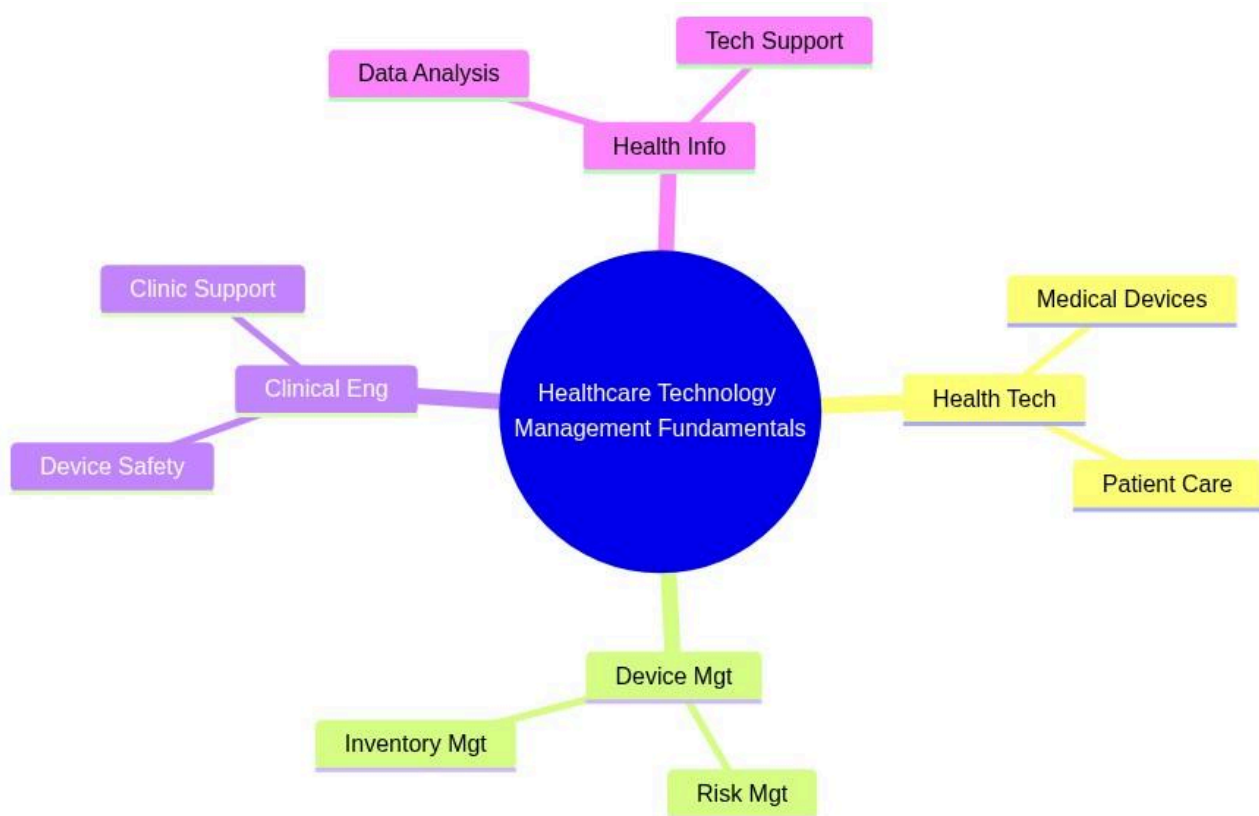 Tech Support
Data Analysis
Health Info
Clinic Support
Medical Devices
Clinical Eng
Healthcare Technology
Management Fundamentals
Health Tech
Device Safety
Patient Care
Device Mgt
Inventory Mgt
Risk Mgt